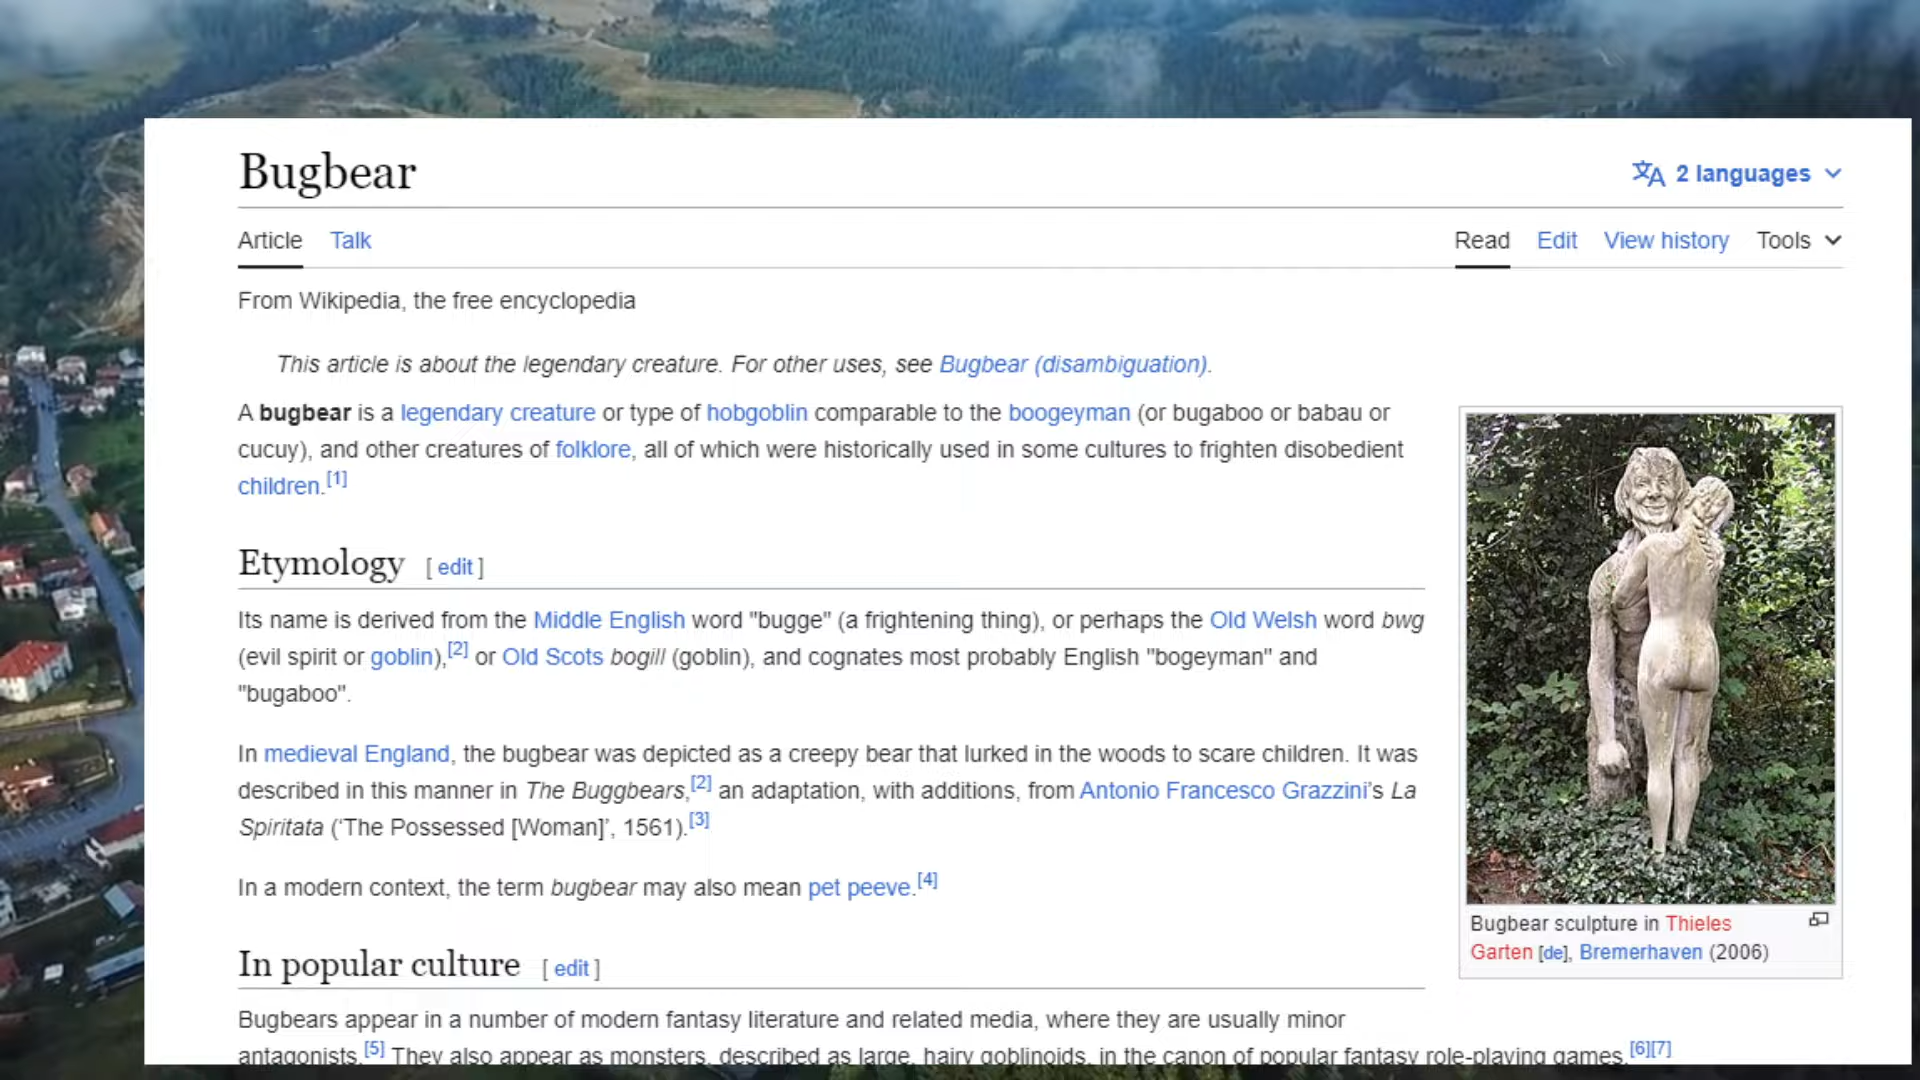 Bugbear
2 languages
Article Talk Read Edit View history Tools
From Wikipedia, the free encyclopedia
This article is about the legendary creature. For other uses, see Bugbear (disambiguation).
A bugbear is a legendary creature or type of hobgoblin comparable to the boogeyman (or bugaboo or babau or
cucuy), and other creatures of folklore, all of which were historically used in some cultures to frighten disobedient
children.[1]
Etymology [ edit ]
Its name is derived from the Middle English word "bugge" (a frightening thing), or perhaps the Old Welsh word bwg
(evil spirit or goblin),[2] or Old Scots bogill (goblin), and cognates most probably English "bogeyman" and
"bugaboo".
In medieval England, the bugbear was depicted as a creepy bear that lurked in the woods to scare children. It was
described in this manner in The Buggbears,[2] an adaptation, with additions, from Antonio Francesco Grazzini's La
Spiritata (‘The Possessed [Woman]’, 1561).[3]
In a modern context, the term bugbear may also mean pet peeve.[4]
Bugbear sculpture in Thieles
Garten [de], Bremerhaven (2006)
In popular culture [ edit ]
Bugbears appear in a number of modern fantasy literature and related media, where they are usually minor
antagonists.[5] They also appear as monsters, described as large, hairy goblinoids, in the canon of popular fantasy role-playing games.[6][7]